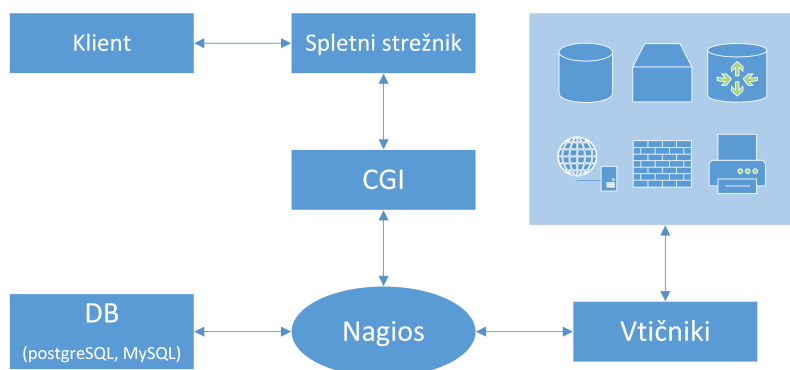 Klient
Spletni strežnik
CGI
DB
(postgreSQL, MySQL)
Nagios
Vtičniki